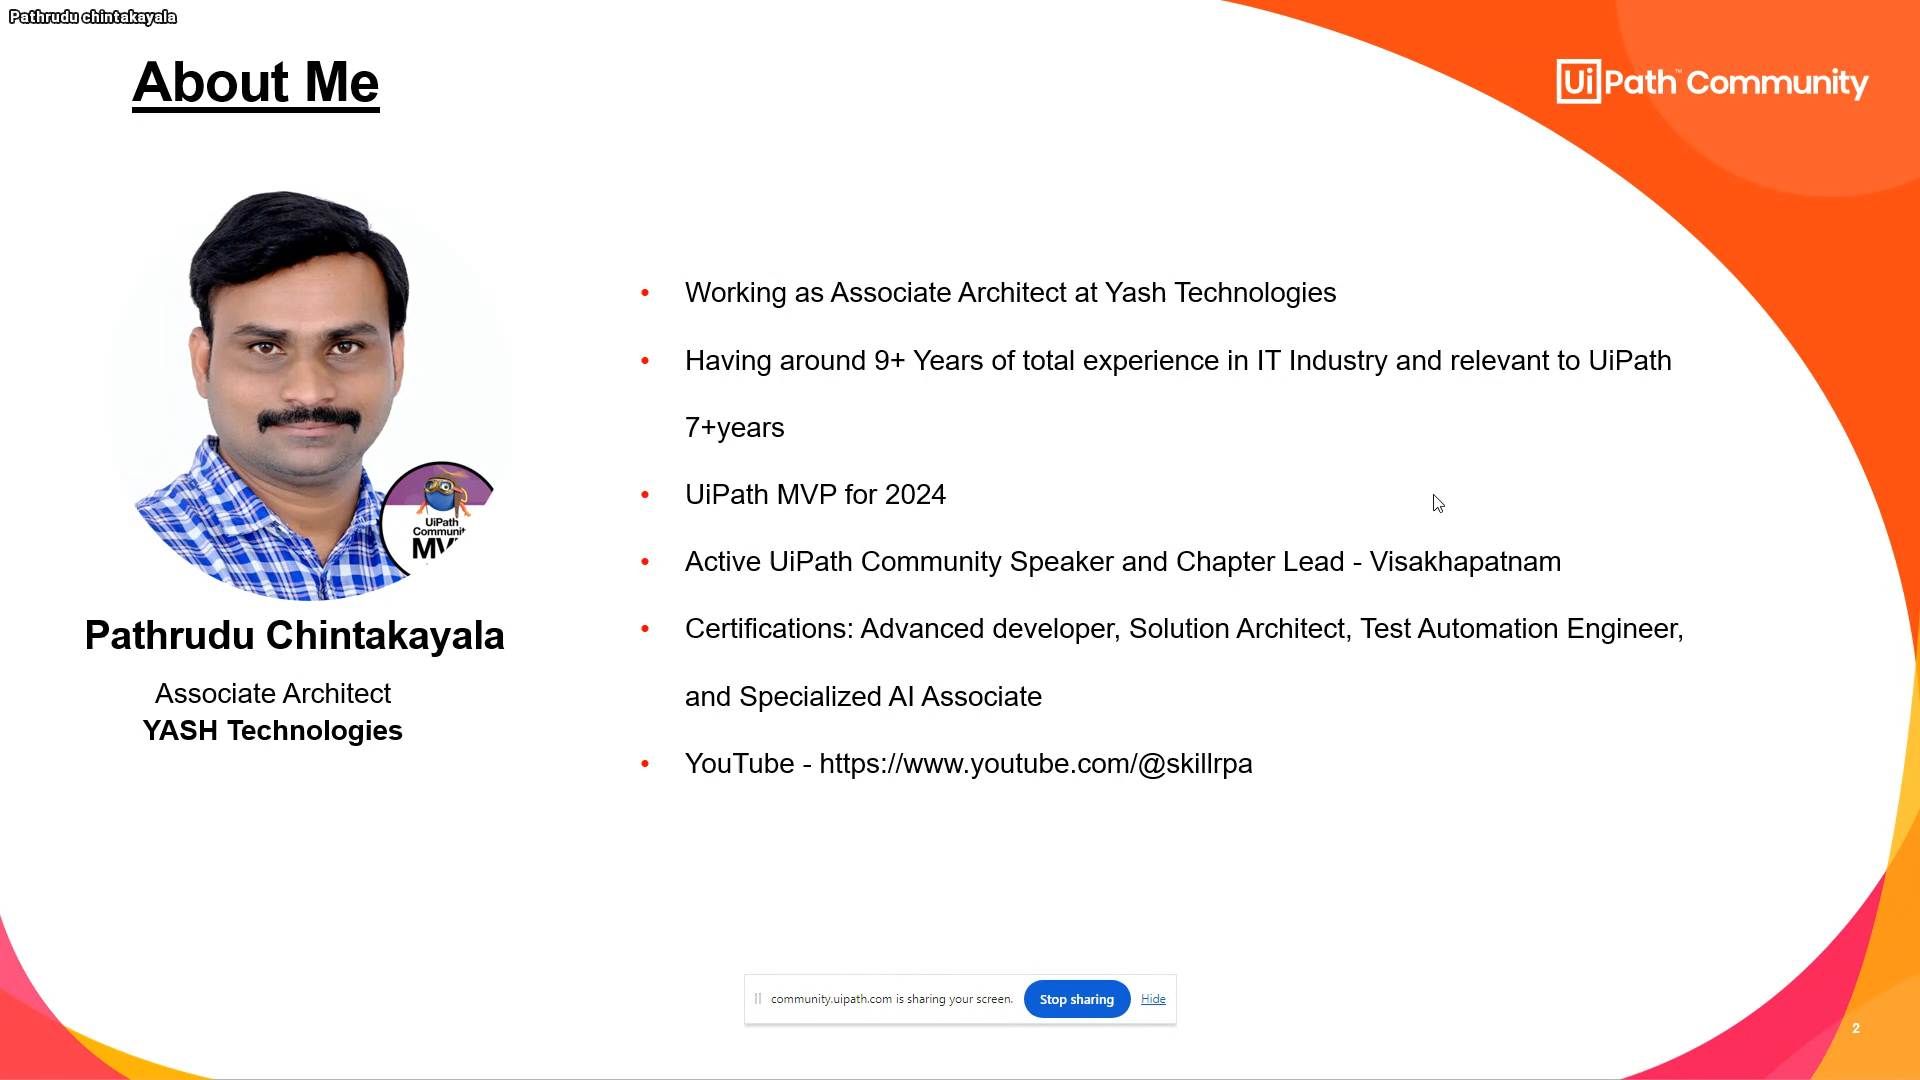 Pathrudu chintakayala
About Me
UiPath™ Community
• Working as Associate Architect at Yash Technologies
• Having around 9+ Years of total experience in IT Industry and relevant to UiPath
7+years
• UiPath MVP for 2024
• Active UiPath Community Speaker and Chapter Lead - Visakhapatnam
• Certifications: Advanced developer, Solution Architect, Test Automation Engineer,
and Specialized AI Associate
• YouTube - https://www.youtube.com/@skillrpa
UiPath
Pathrudu Chintakayala
Associate Architect
YASH Technologies
community.uipath.com is sharing your screen.
Stop sharing
Hide
2